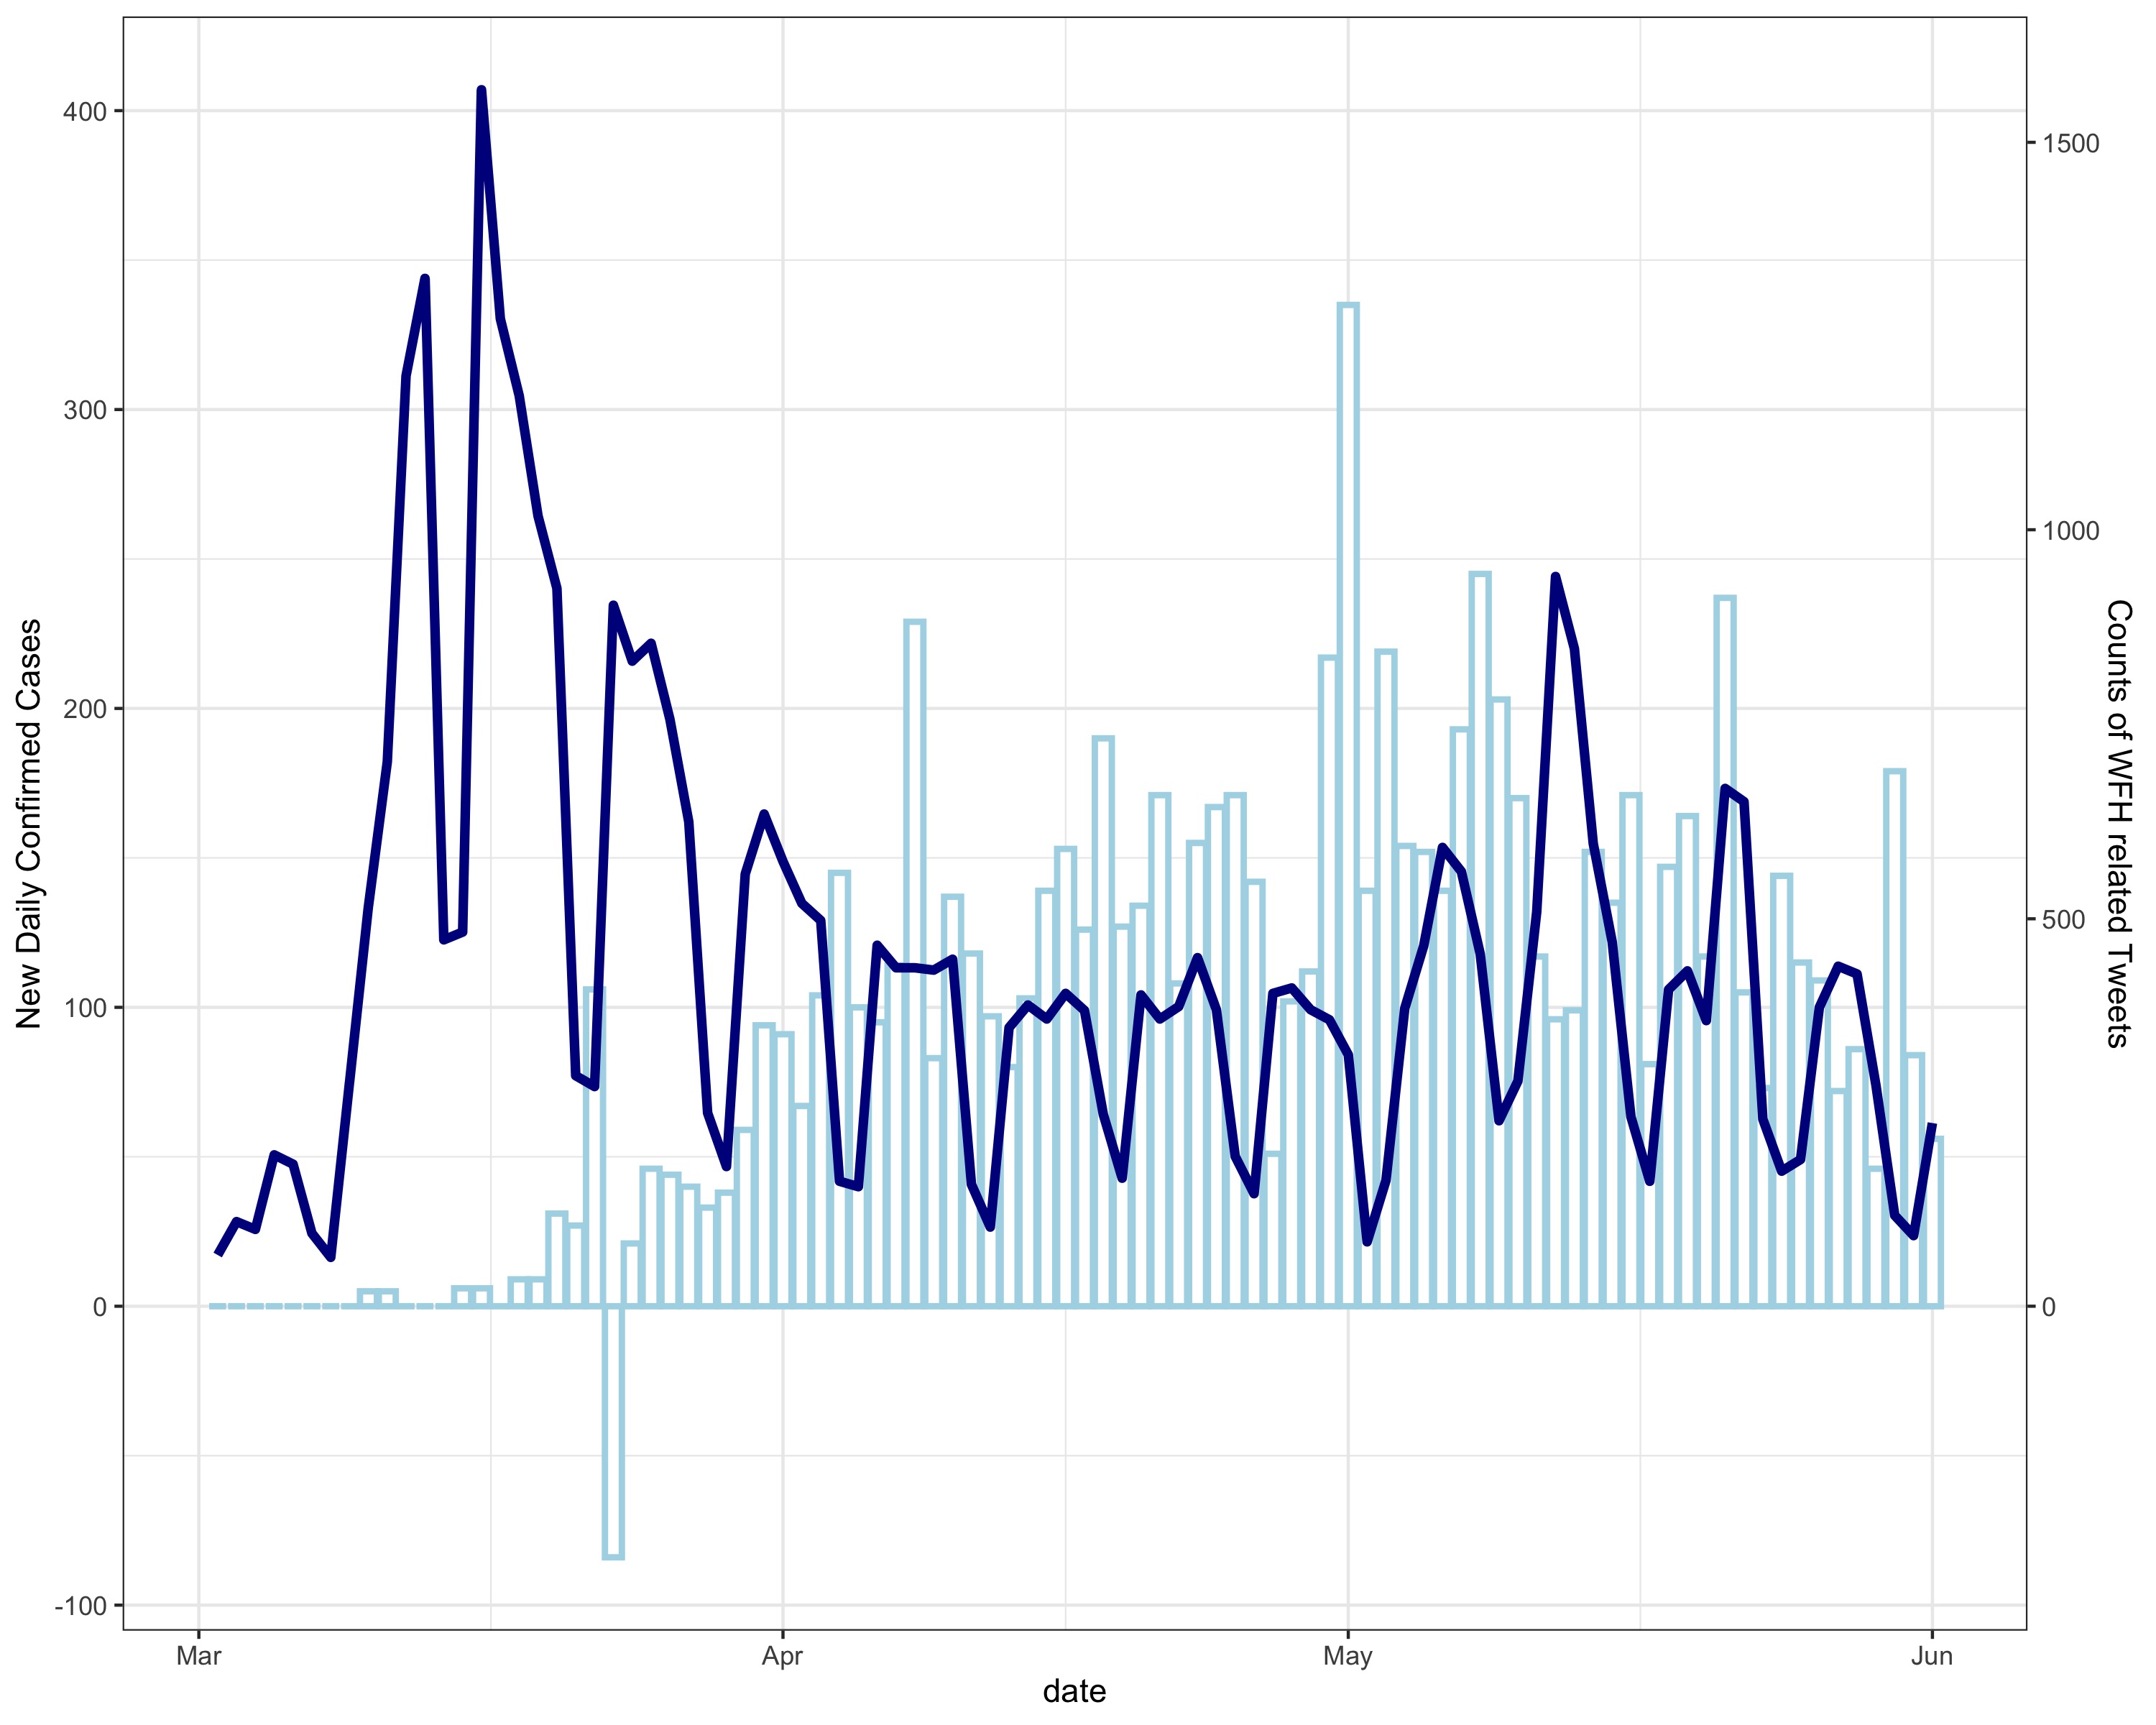 New Daily Confirmed Cases
400
300
200
100
0
-100
1500
1000
500
0
Counts of WFH related Tweets
Mar
Apr
May
Jun
date